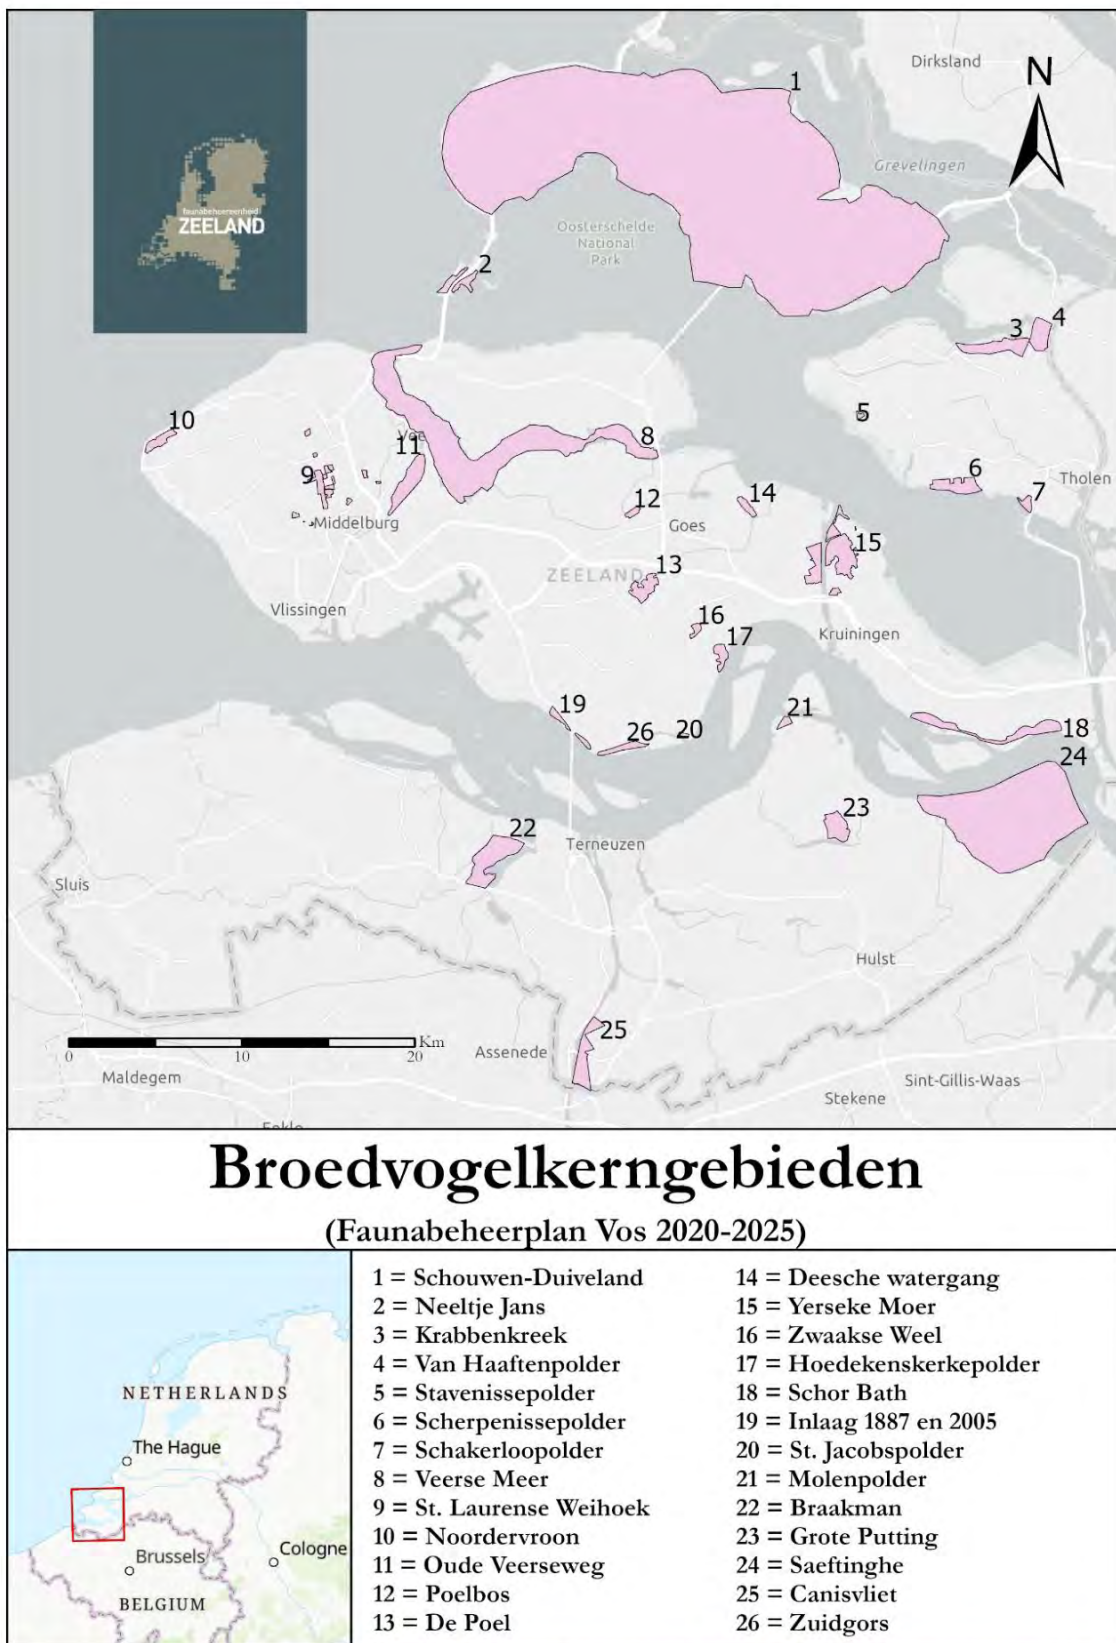 1
Dirksland
N
Grevelingen
faunabeheereenheid
ZEELAND
Oosterschelde
National
Park
2
3
4
10
5
8
11
9
6
7
Tholen
12
14
Middelburg
Goes
15
ZEELAND
13
Vlissingen
16
Kruiningen
17
19
21
26
20
18
24
22
23
Terneuzen
Sluis
Hulst
25
Km
0
10
20
Assenede
Maldegem
Sint-Gillis-Waas
Stekene
Broedvogelkerngebieden
(Faunabeheerplan Vos 2020-2025)
NETHERLANDS
The Hague
Brussels
Cologne
BELGIUM
1 = Schouwen-Duiveland
2 = Neeltje Jans
3 = Krabbenkreek
4 = Van Haaftenpolder
5 = Stavenissepolder
6 = Scherpenissepolder
7 = Schakerloopolder
8 = Veerse Meer
9 = St. Laurense Weihoek
10 = Noordervroon
11 = Oude Veerseweg
12 = Poelbos
13 = De Poel
14 = Deesche watergang
15 = Yerseke Moer
16 = Zwaakse Weel
17 = Hoedekenskerkepolder
18 = Schor Bath
19 = Inlaag 1887 en 2005
20 = St. Jacobspolder
21 = Molenpolder
22 = Braakman
23 = Grote Putting
24 = Saeftinghe
25 = Canisvliet
26 = Zuidgors